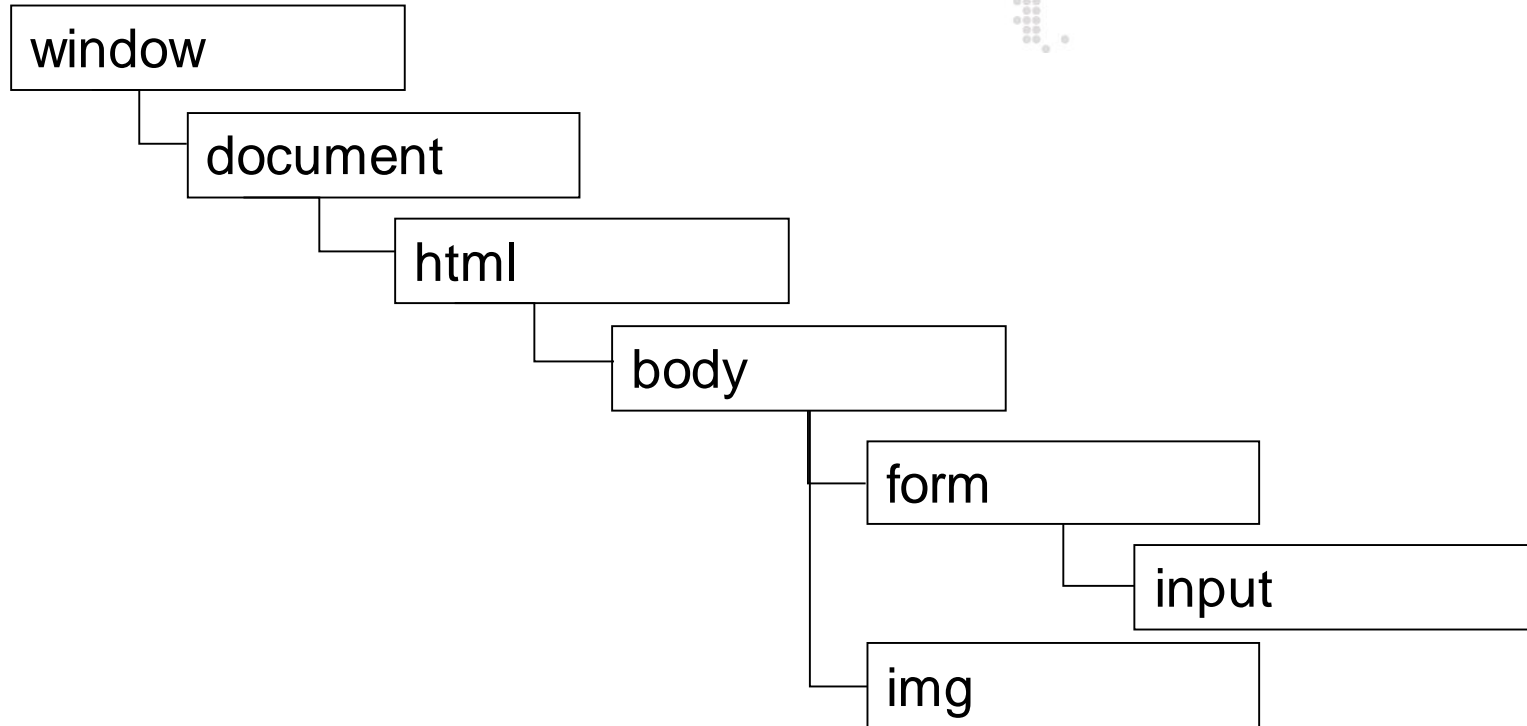 window
document
html
body
form
input
img